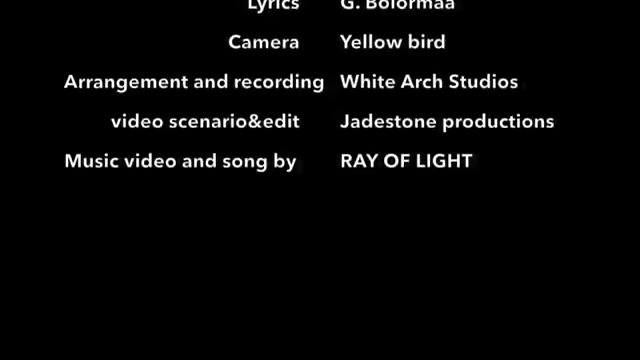 Lyrics G. Bolormaa
Camera Yellow bird
Arrangement and recording White Arch Studios
video scenario&edit Jadestone productions
Music video and song by RAY OF LIGHT